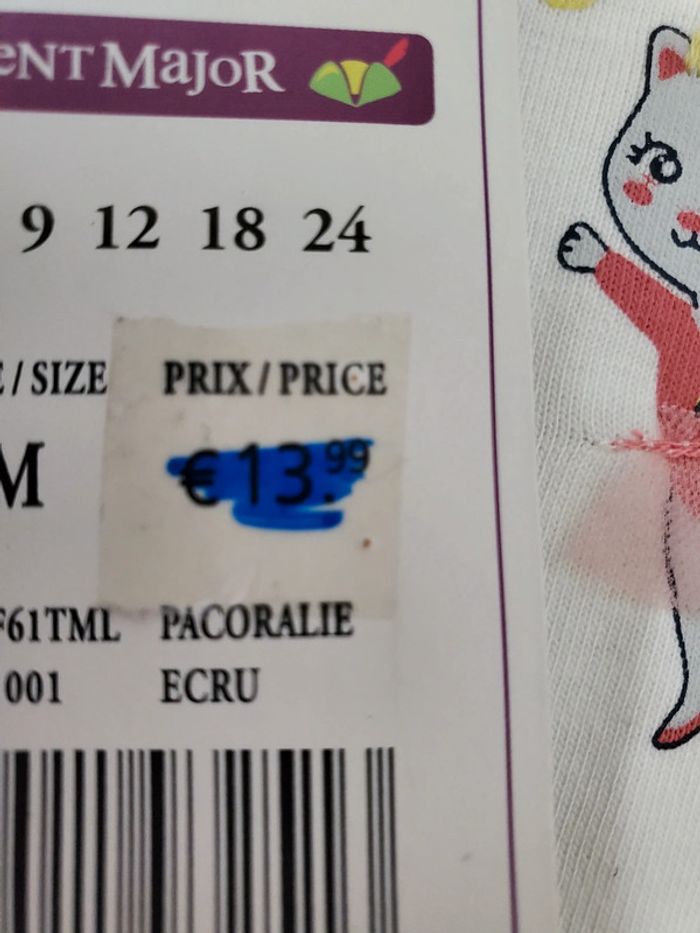 eNT MaJoR
9 12 18 24
/ SIZE PRIX / PRICE
M €13.99
F61TML PACORALIE
001 ECRU